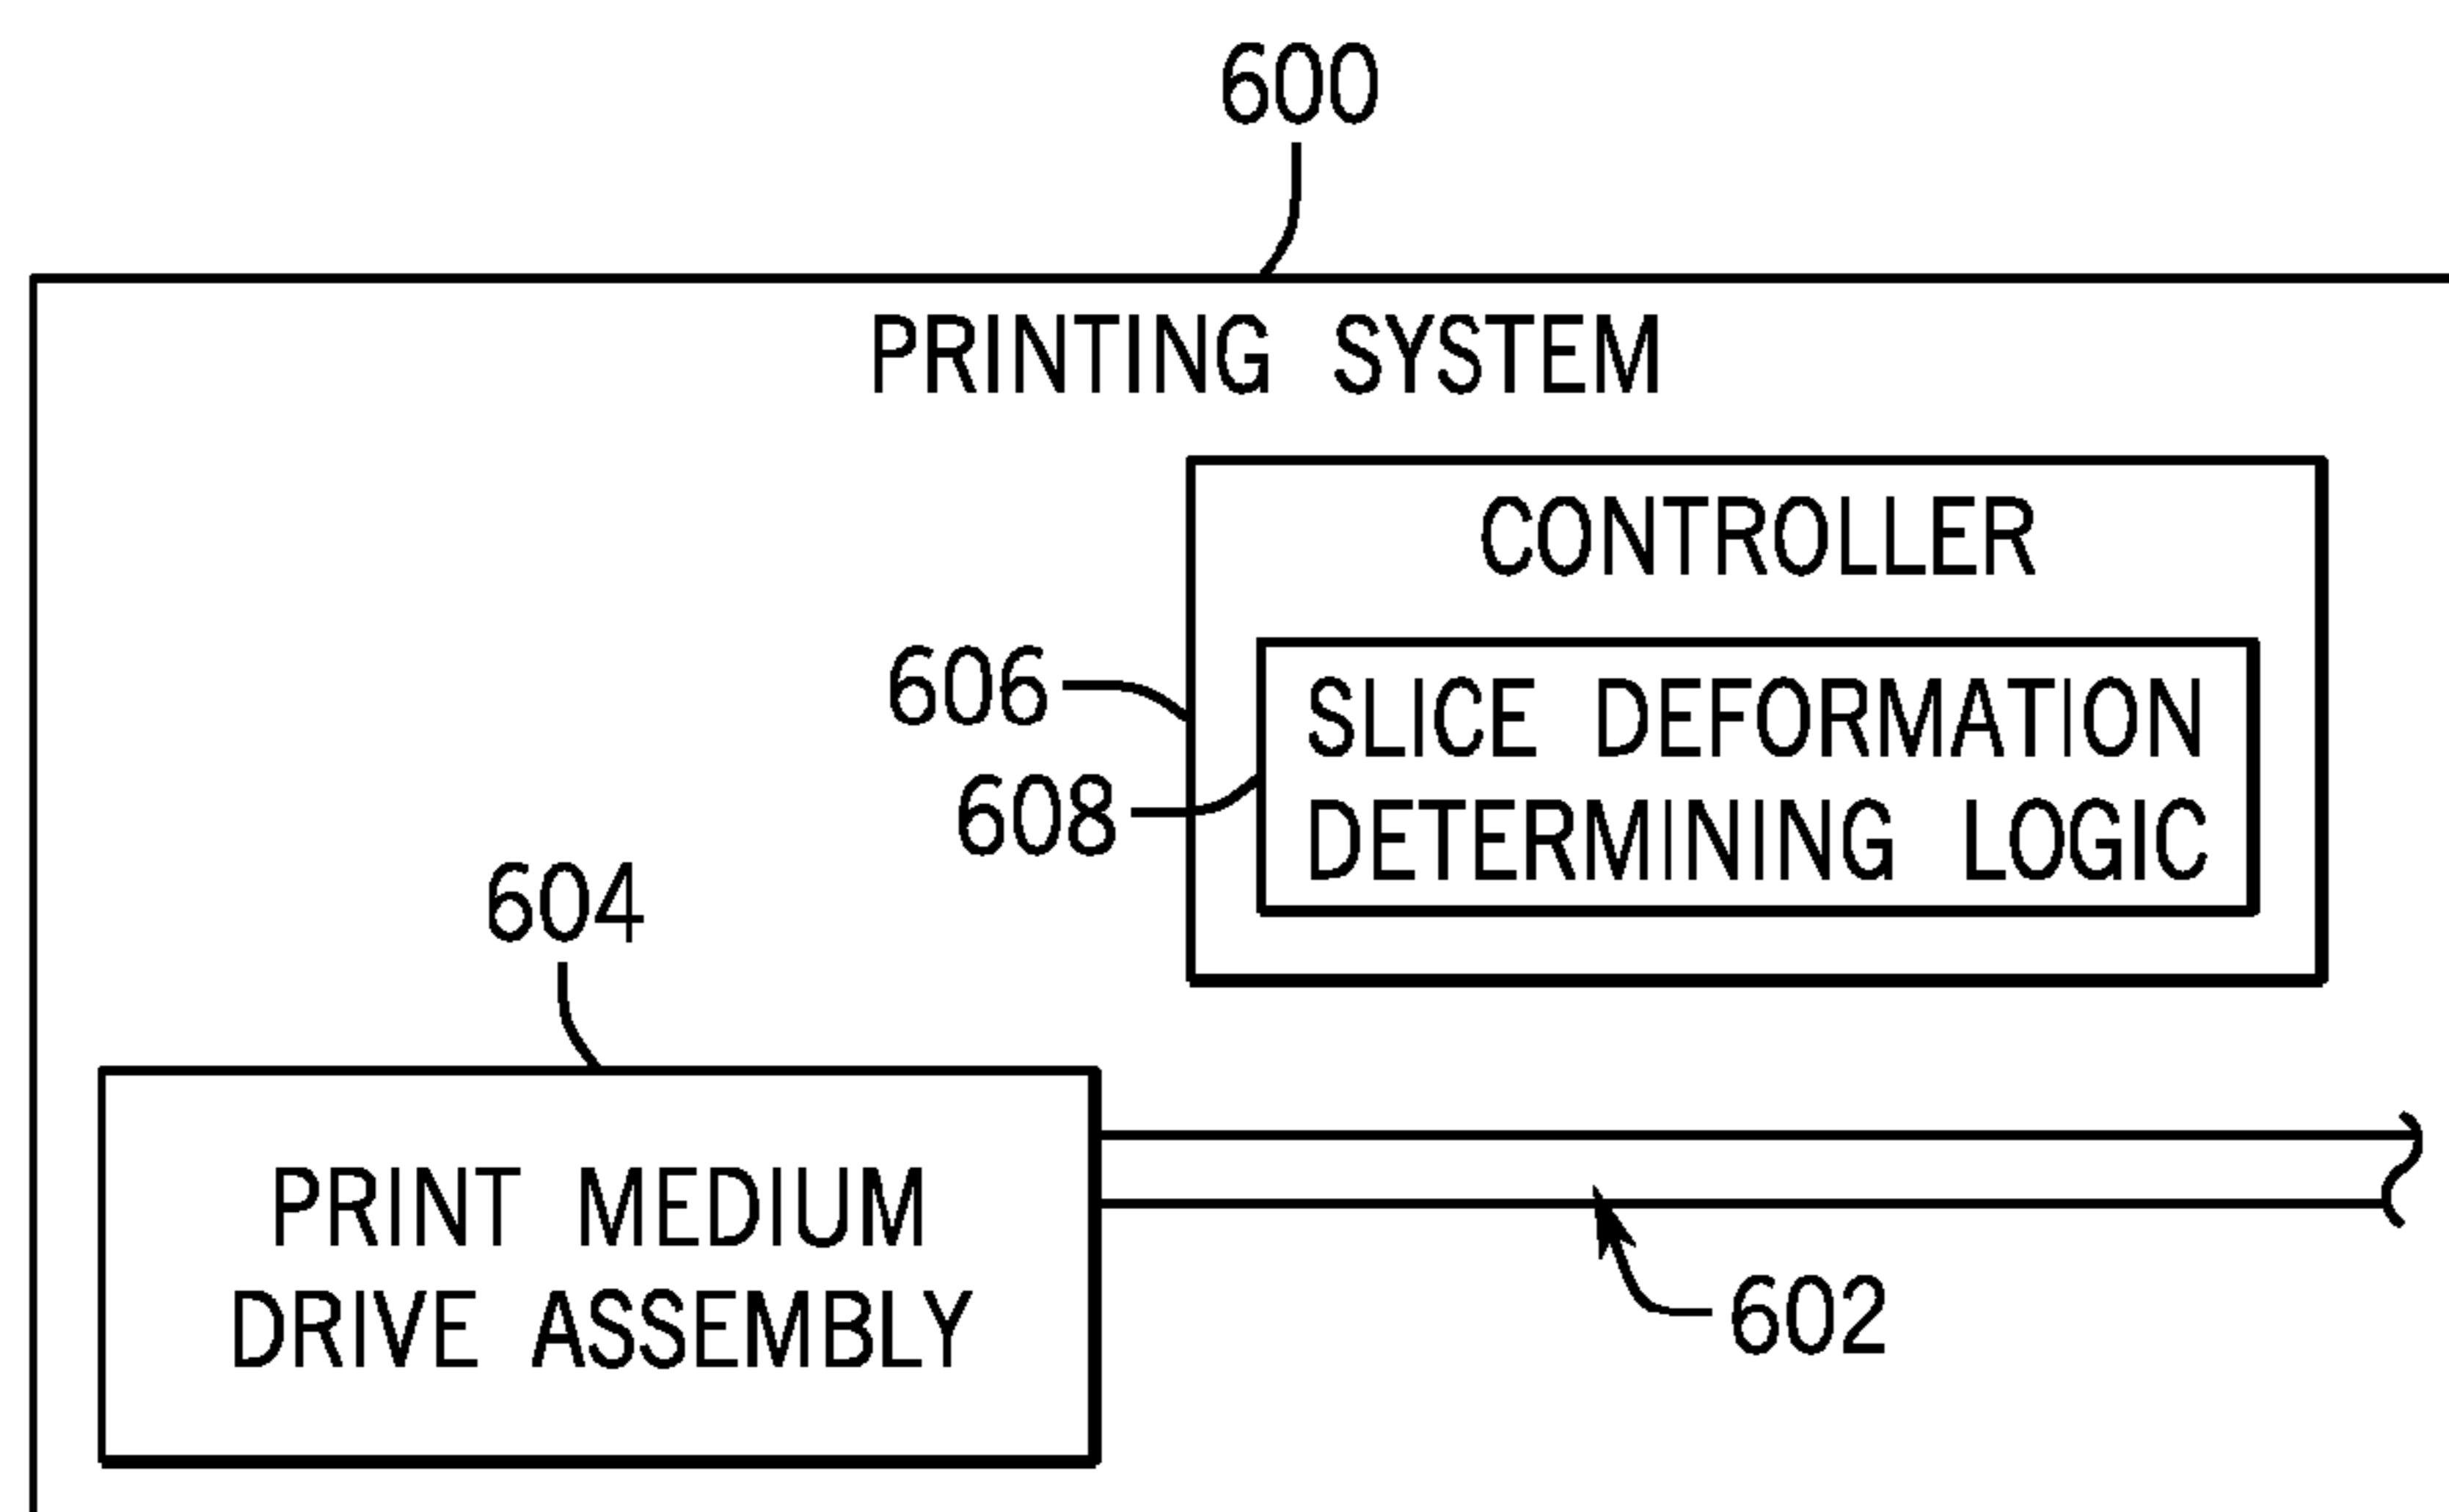 600
PRINTING SYSTEM
CONTROLLER
606
SLICE DEFORMATION
608
DETERMINING LOGIC
604
PRINT MEDIUM
DRIVE ASSEMBLY
602